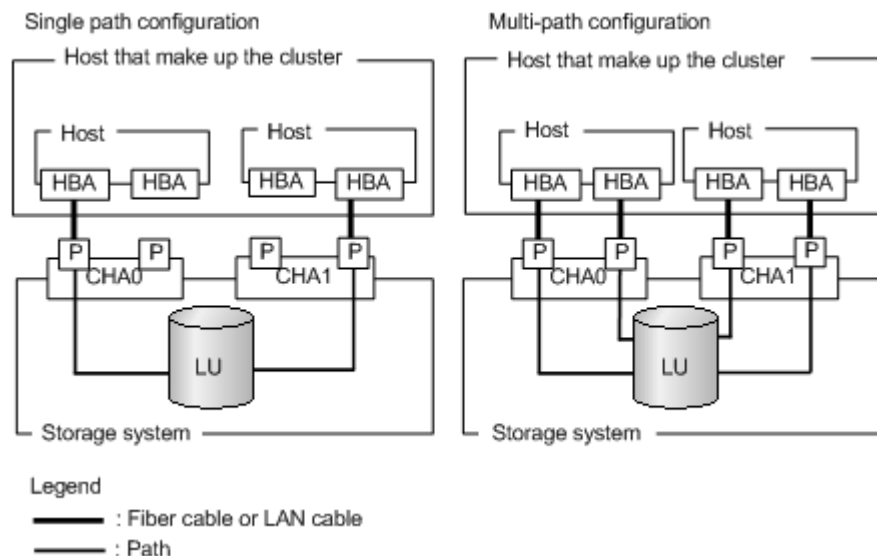 Single path configuration
Host that make up the cluster
Host
Host
HBA
HBA
HBA
HBA
P
P
P
P
CHA0
CHA1
LU
Storage system
Multi-path configuration
Host that make up the cluster
Host
Host
HBA
HBA
HBA
HBA
P
P
P
P
CHA0
CHA1
LU
Storage system
Legend
: Fiber cable or LAN cable
: Path